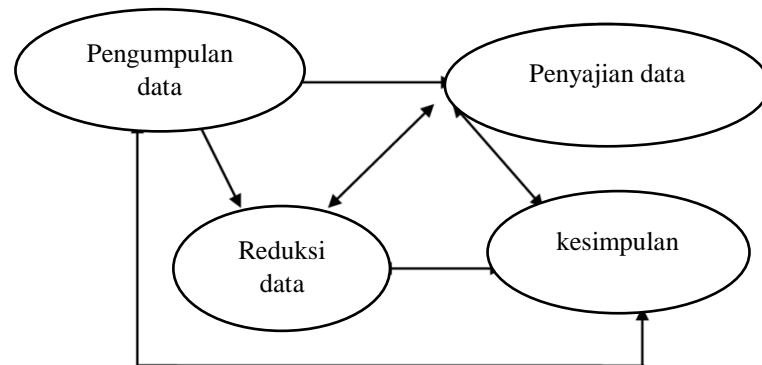 Pengumpulan
data
Penyajian data
Reduksi
data
kesimpulan